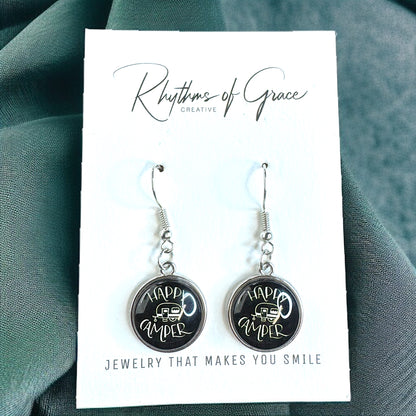 Rhythms of Grace
CREATIVE
HAPPY
CAMPER
HAPPY
CAMPER
JEWELRY THAT MAKES YOU SMILE